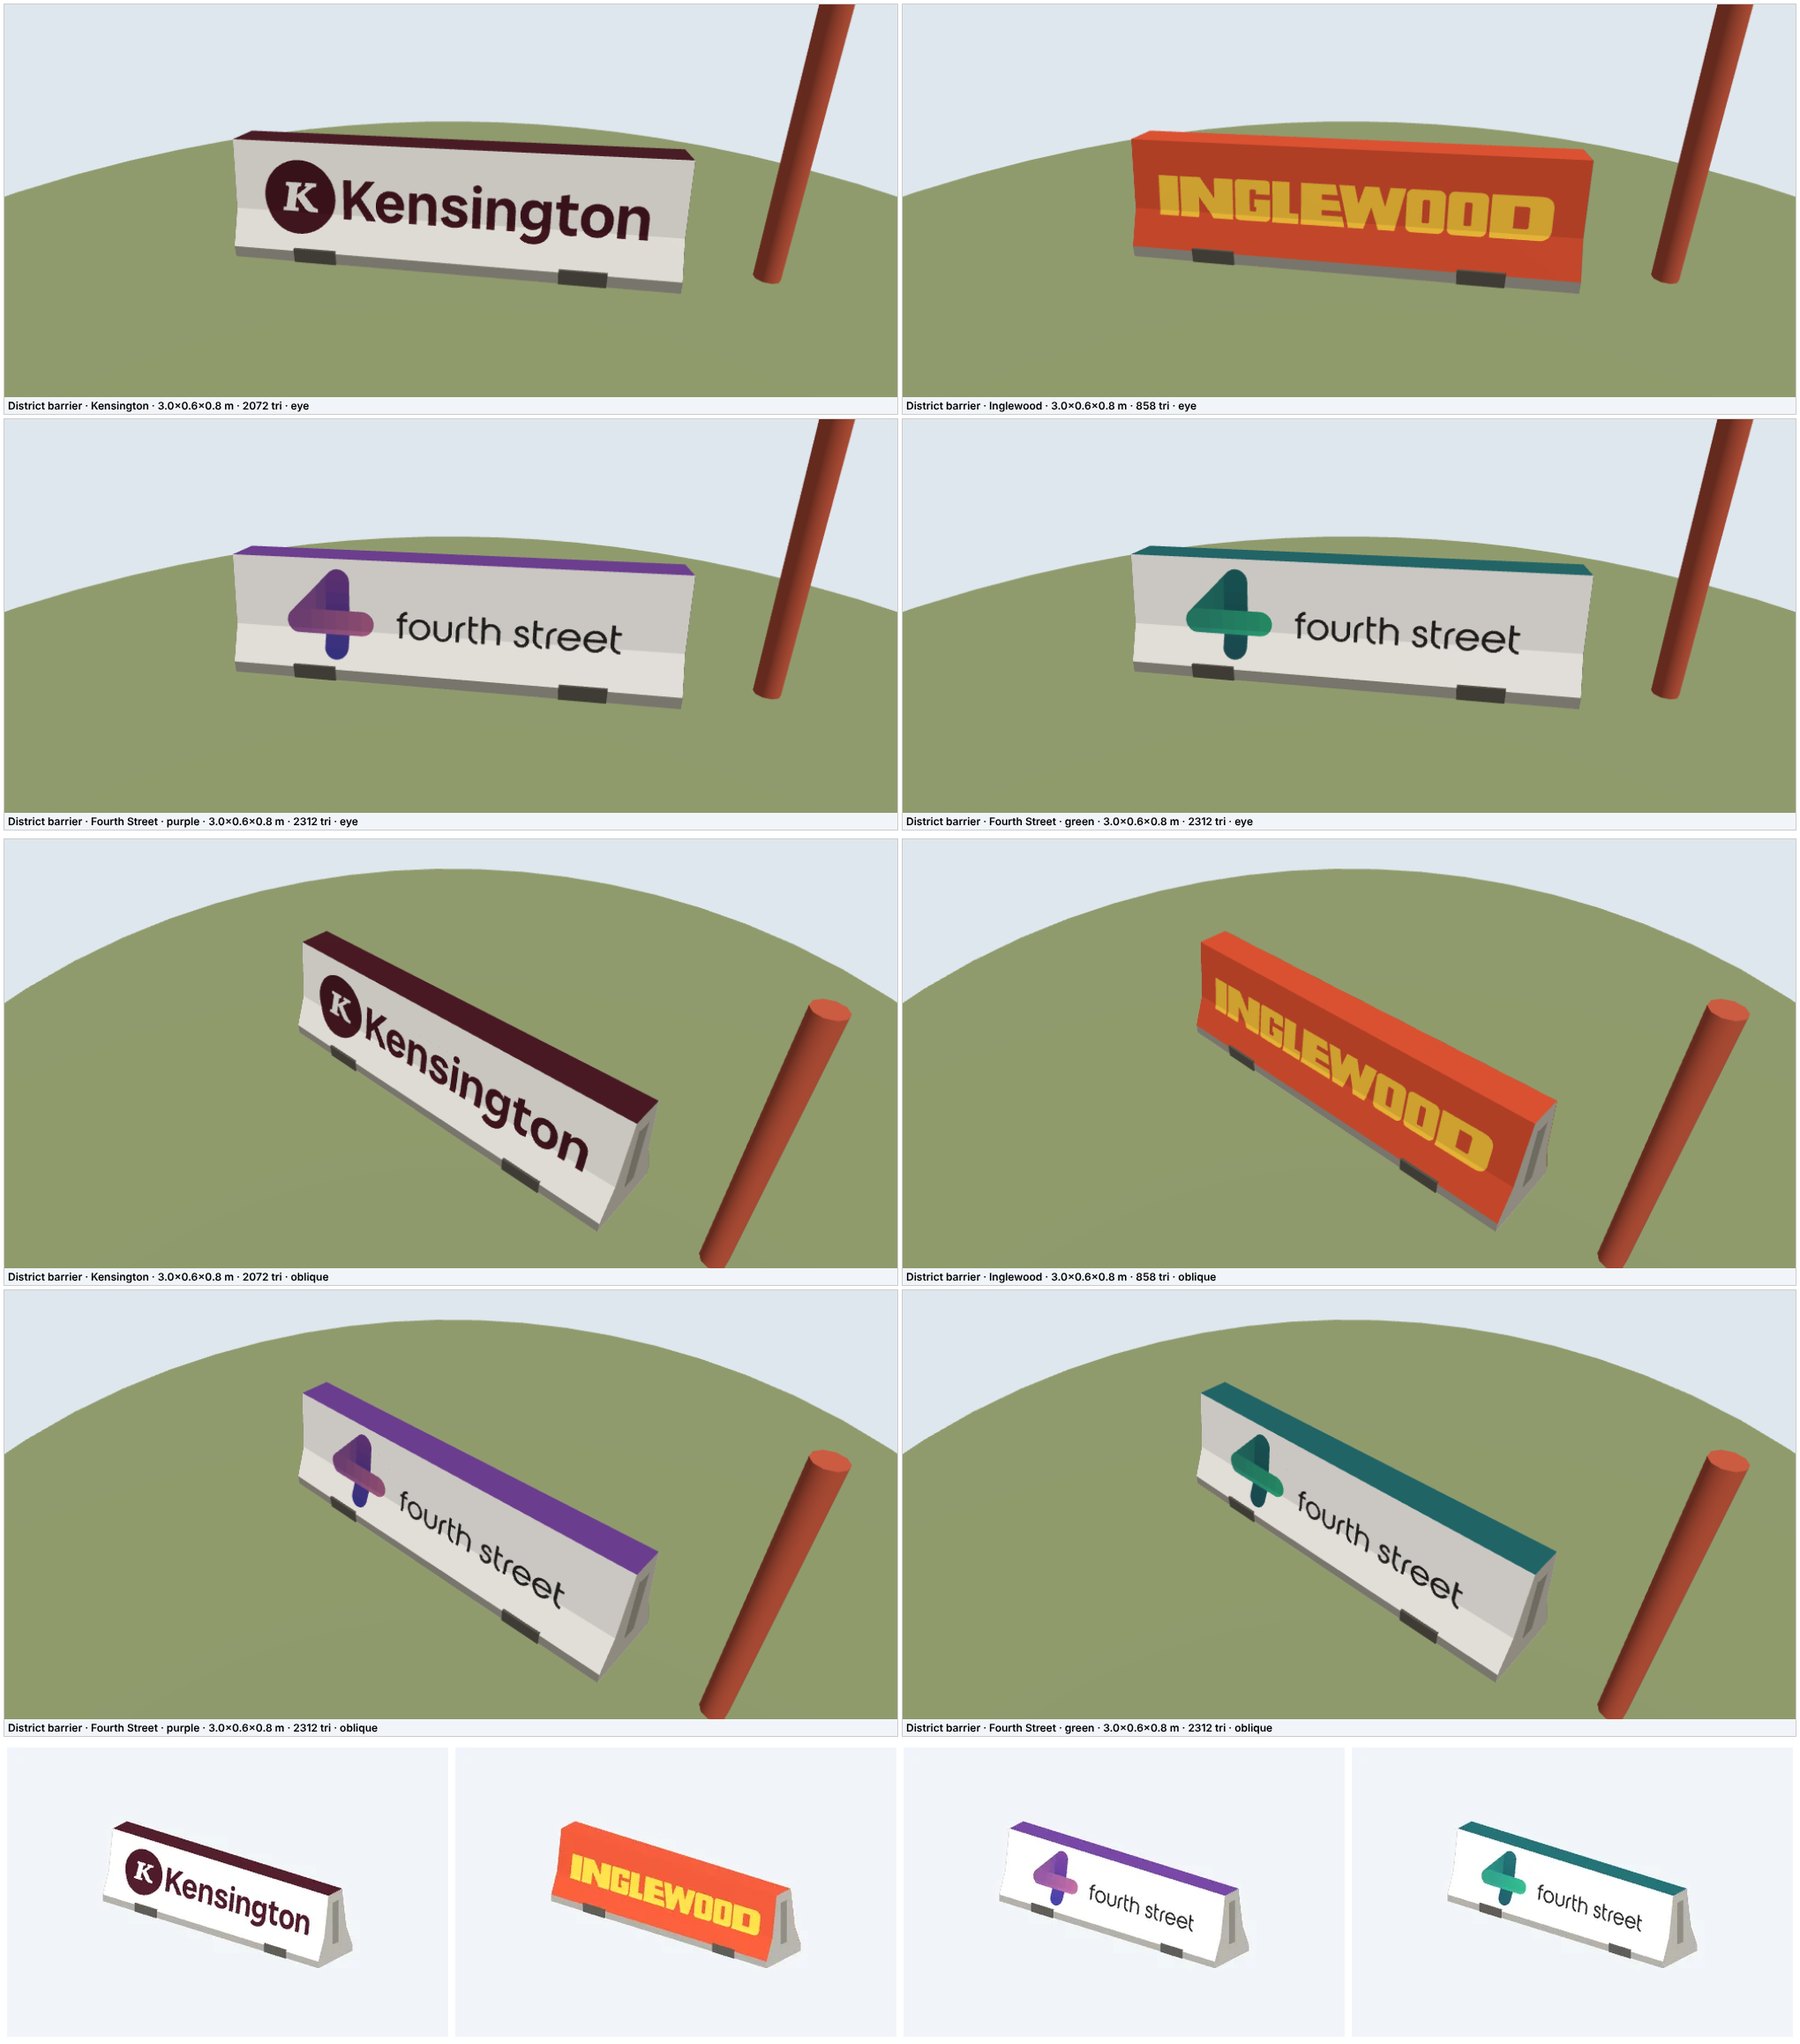 K Kensington
INGLEWOOD
District barrier · Kensington · 3.0×0.6×0.8 m · 2072 tri · eye
District barrier · Inglewood · 3.0×0.6×0.8 m · 858 tri · eye
4 fourth street
4 fourth street
District barrier · Fourth Street · purple · 3.0×0.6×0.8 m · 2312 tri · eye
District barrier · Fourth Street · green · 3.0×0.6×0.8 m · 2312 tri · eye
K Kensington
INGLEWOOD
District barrier · Kensington · 3.0×0.6×0.8 m · 2072 tri · oblique
District barrier · Inglewood · 3.0×0.6×0.8 m · 858 tri · oblique
4 fourth street
4 fourth street
District barrier · Fourth Street · purple · 3.0×0.6×0.8 m · 2312 tri · oblique
District barrier · Fourth Street · green · 3.0×0.6×0.8 m · 2312 tri · oblique
K Kensington
INGLEWOOD
4 fourth street
4 fourth street